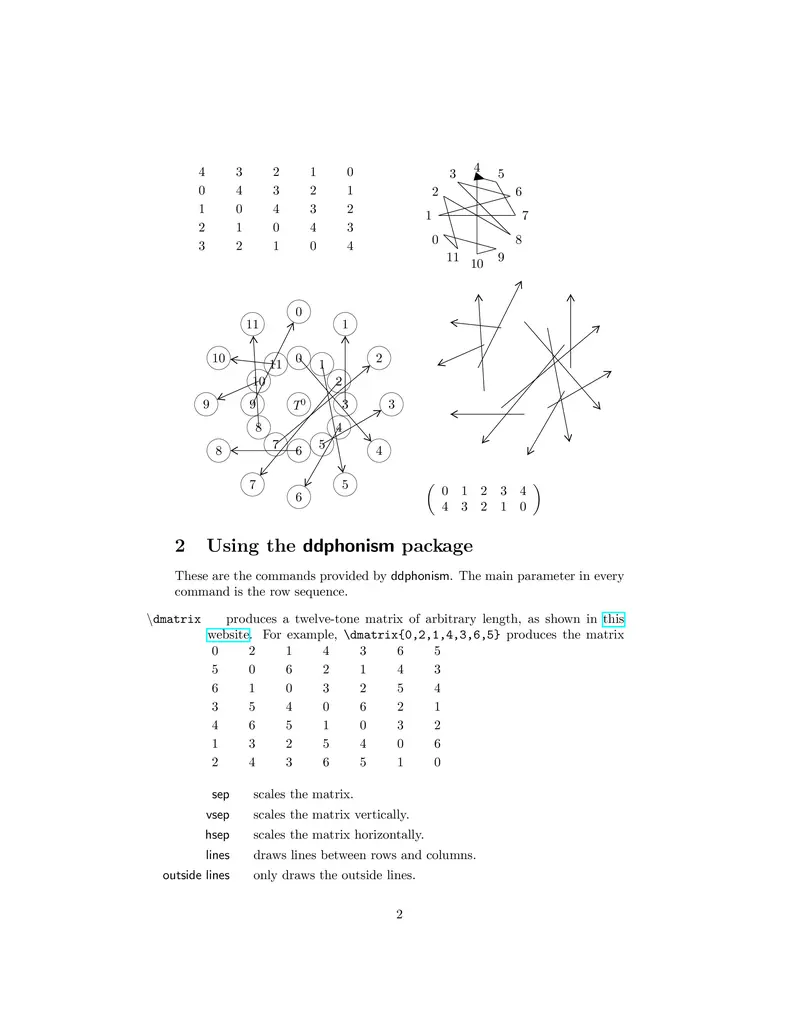 4 3 2 1 0
0 4 3 2 1
1 0 4 3 2
2 1 0 4 3
3 2 1 0 4
4
3 5
2 6
1 7
0 8
11 9
10
0
11 1
10 2
11 0 1
10 2
9 9 T⁰ 3 3
8 4
7 6 5
8 4
7 5
6
0 1 2 3 4
4 3 2 1 0
2 Using the ddphonism package
These are the commands provided by ddphonism. The main parameter in every
command is the row sequence.
\dmatrix produces a twelve-tone matrix of arbitrary length, as shown in this
website. For example, \dmatrix{0,2,1,4,3,6,5} produces the matrix
0 2 1 4 3 6 5
5 0 6 2 1 4 3
6 1 0 3 2 5 4
3 5 4 0 6 2 1
4 6 5 1 0 3 2
1 3 2 5 4 0 6
2 4 3 6 5 1 0
sep scales the matrix.
vsep scales the matrix vertically.
hsep scales the matrix horizontally.
lines draws lines between rows and columns.
outside lines only draws the outside lines.
2